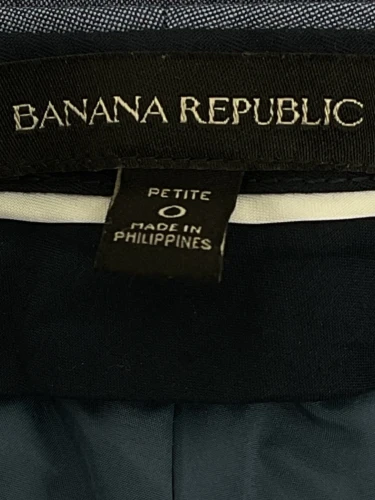 BANANA REPUBLIC
PETITE
0
MADE IN
PHILIPPINES